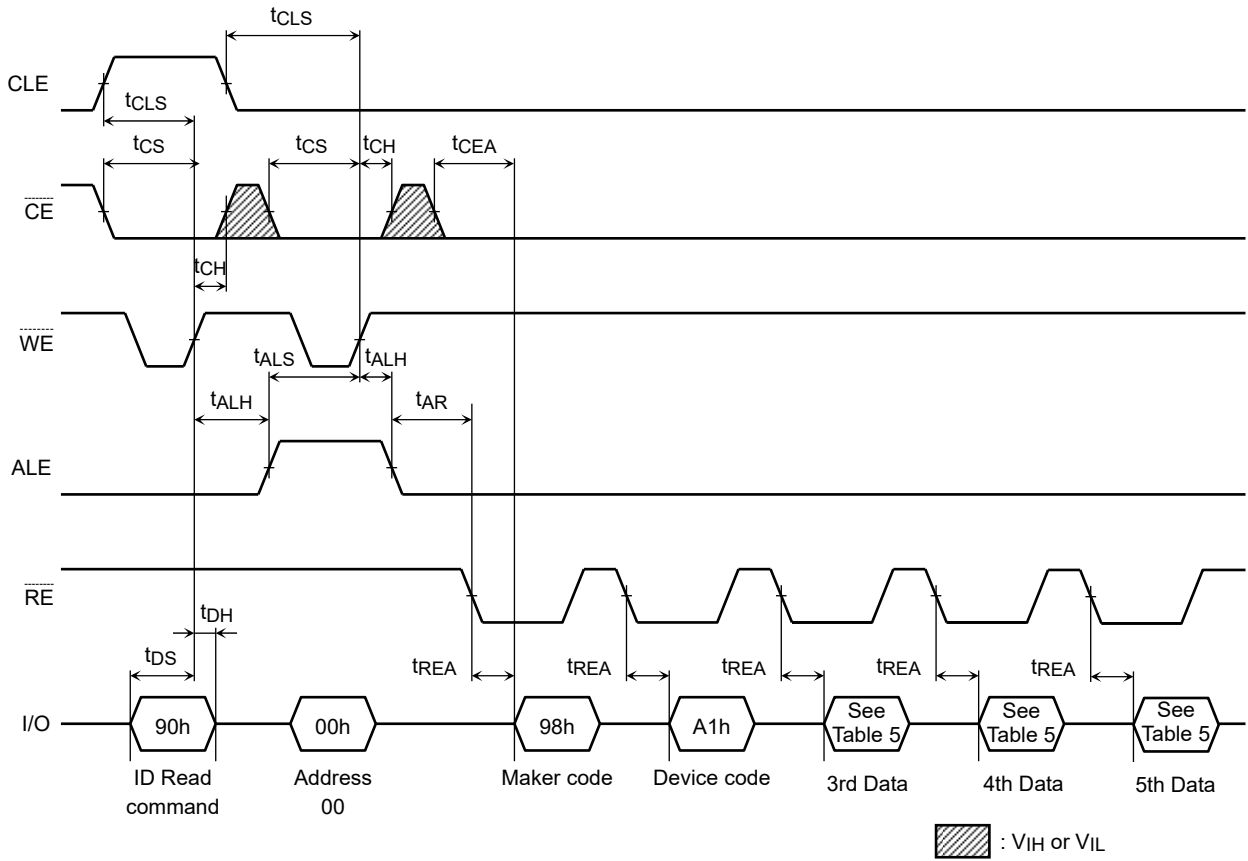 tCLS
CLE
tCLS
tCS tCS tCH tCEA
CE
tCH
WE
tALS tALH
tALH tAR
ALE
RE
tDH
tDS tREA tREA tREA tREA tREA
I/O 90h 00h 98h A1h See Table 5 See Table 5 See Table 5
ID Read command Address 00 Maker code Device code 3rd Data 4th Data 5th Data
: VIH or VIL